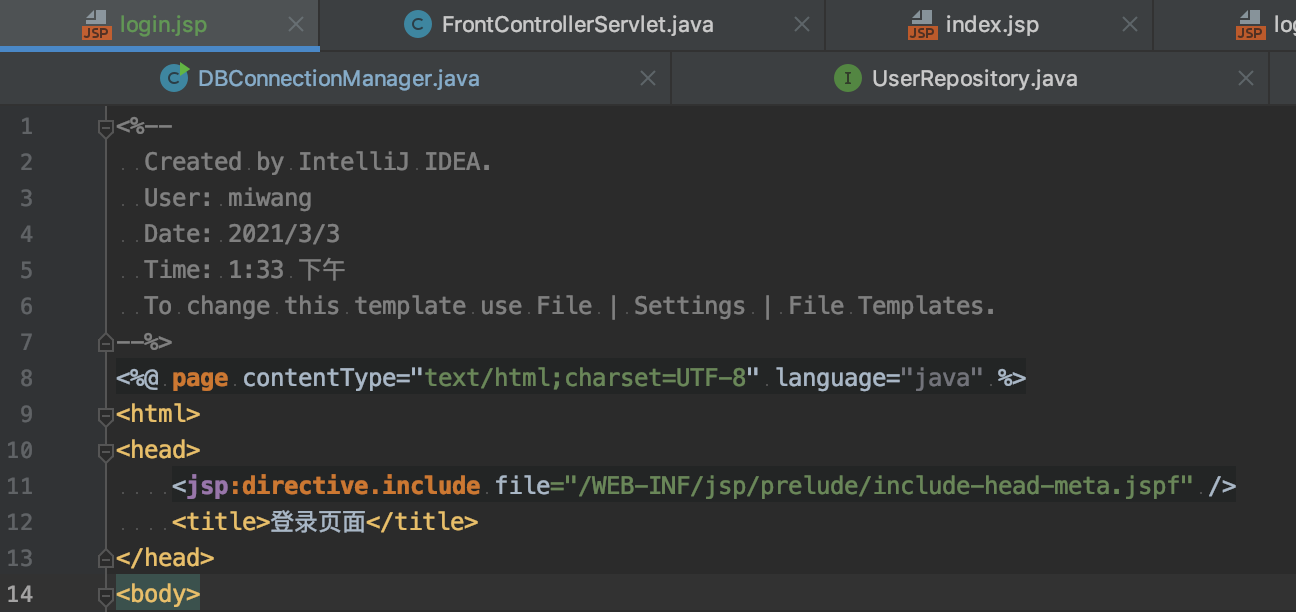 login.jsp FrontControllerServlet.java index.jsp
DBConnectionManager.java UserRepository.java
1 <%--
2 Created by IntelliJ IDEA.
3 User: miwang
4 Date: 2021/3/3
5 Time: 1:33 下午
6 To change this template use File | Settings | File Templates.
7 --%>
8 <%@ page contentType="text/html;charset=UTF-8" language="java" %>
9 <html>
10 <head>
11 <jsp:directive.include file="/WEB-INF/jsp/prelude/include-head-meta.jspf" />
12 <title>登录页面</title>
13 </head>
14 <body>